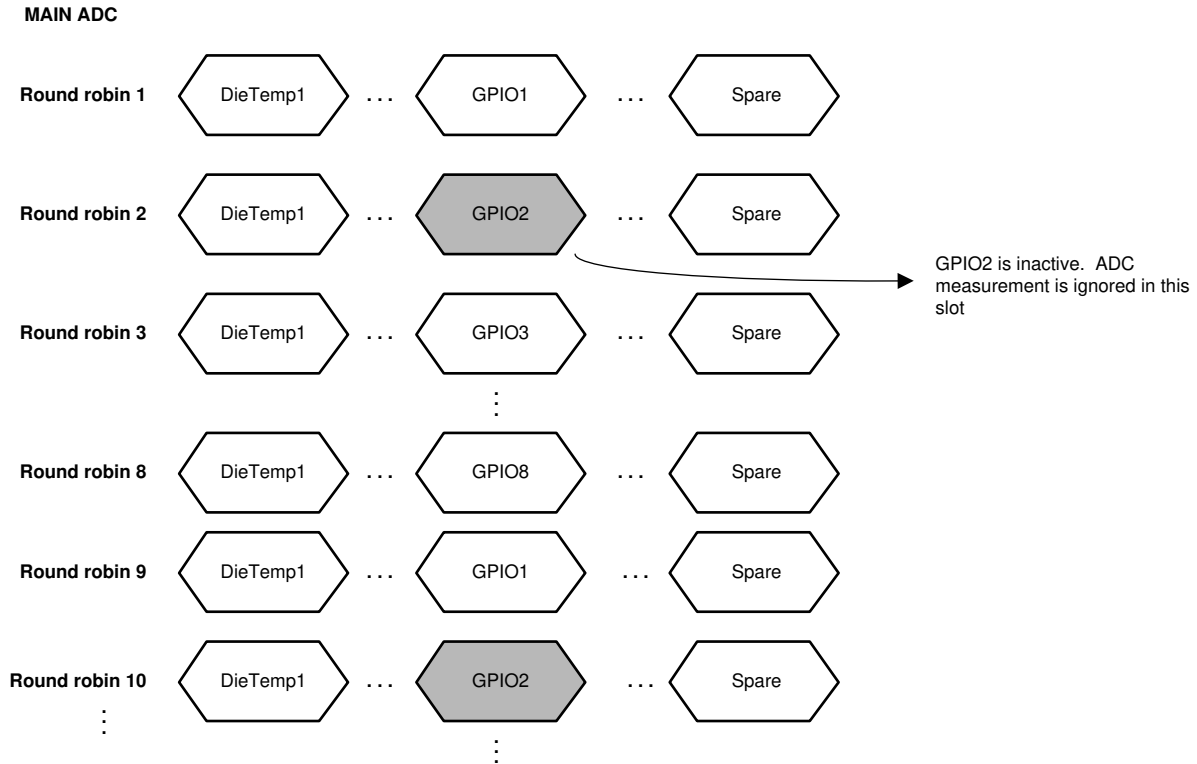 MAIN ADC
Round robin 1 DieTemp1 ... GPIO1 ... Spare
Round robin 2 DieTemp1 ... GPIO2 ... Spare
GPIO2 is inactive. ADC
measurement is ignored in this
slot
Round robin 3 DieTemp1 ... GPIO3 ... Spare
Round robin 8 DieTemp1 ... GPIO8 ... Spare
Round robin 9 DieTemp1 ... GPIO1 ... Spare
Round robin 10 DieTemp1 ... GPIO2 ... Spare